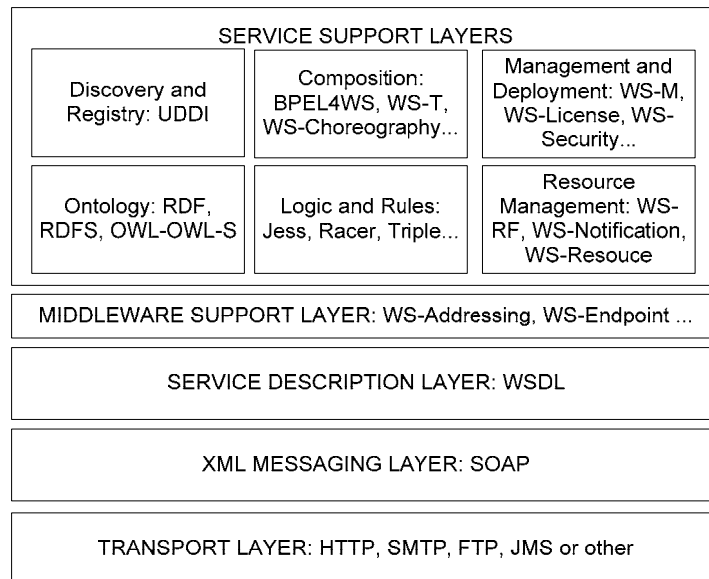 SERVICE SUPPORT LAYERS
Discovery and
Registry: UDDI
Composition:
BPEL4WS, WS-T,
WS-Choreography...
Management and
Deployment: WS-M,
WS-License, WS-
Security...
Ontology: RDF,
RDFS, OWL-OWL-S
Logic and Rules:
Jess, Racer, Triple...
Resource
Management: WS-
RF, WS-Notification,
WS-Resouce
MIDDLEWARE SUPPORT LAYER: WS-Addressing, WS-Endpoint ...
SERVICE DESCRIPTION LAYER: WSDL
XML MESSAGING LAYER: SOAP
TRANSPORT LAYER: HTTP, SMTP, FTP, JMS or other